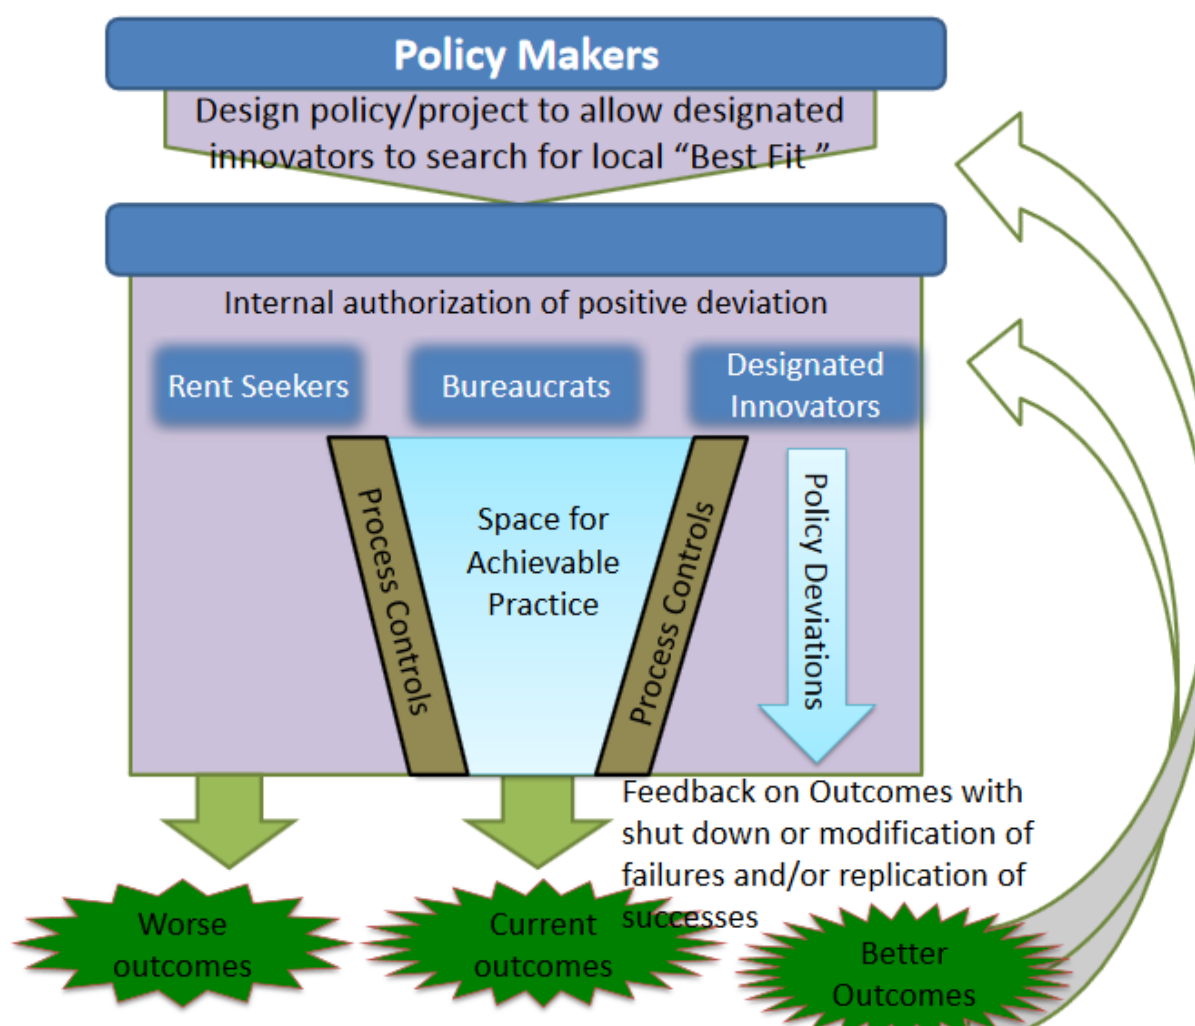 Policy Makers
Design policy/project to allow designated
innovators to search for local “Best Fit ”
Internal authorization of positive deviation
Rent Seekers
Bureaucrats
Designated
Innovators
Process Controls
Space for
Achievable
Practice
Process Controls
Policy Deviations
Feedback on Outcomes with
shut down or modification of
failures and/or replication of
successes
Worse
outcomes
Current
outcomes
Better
Outcomes